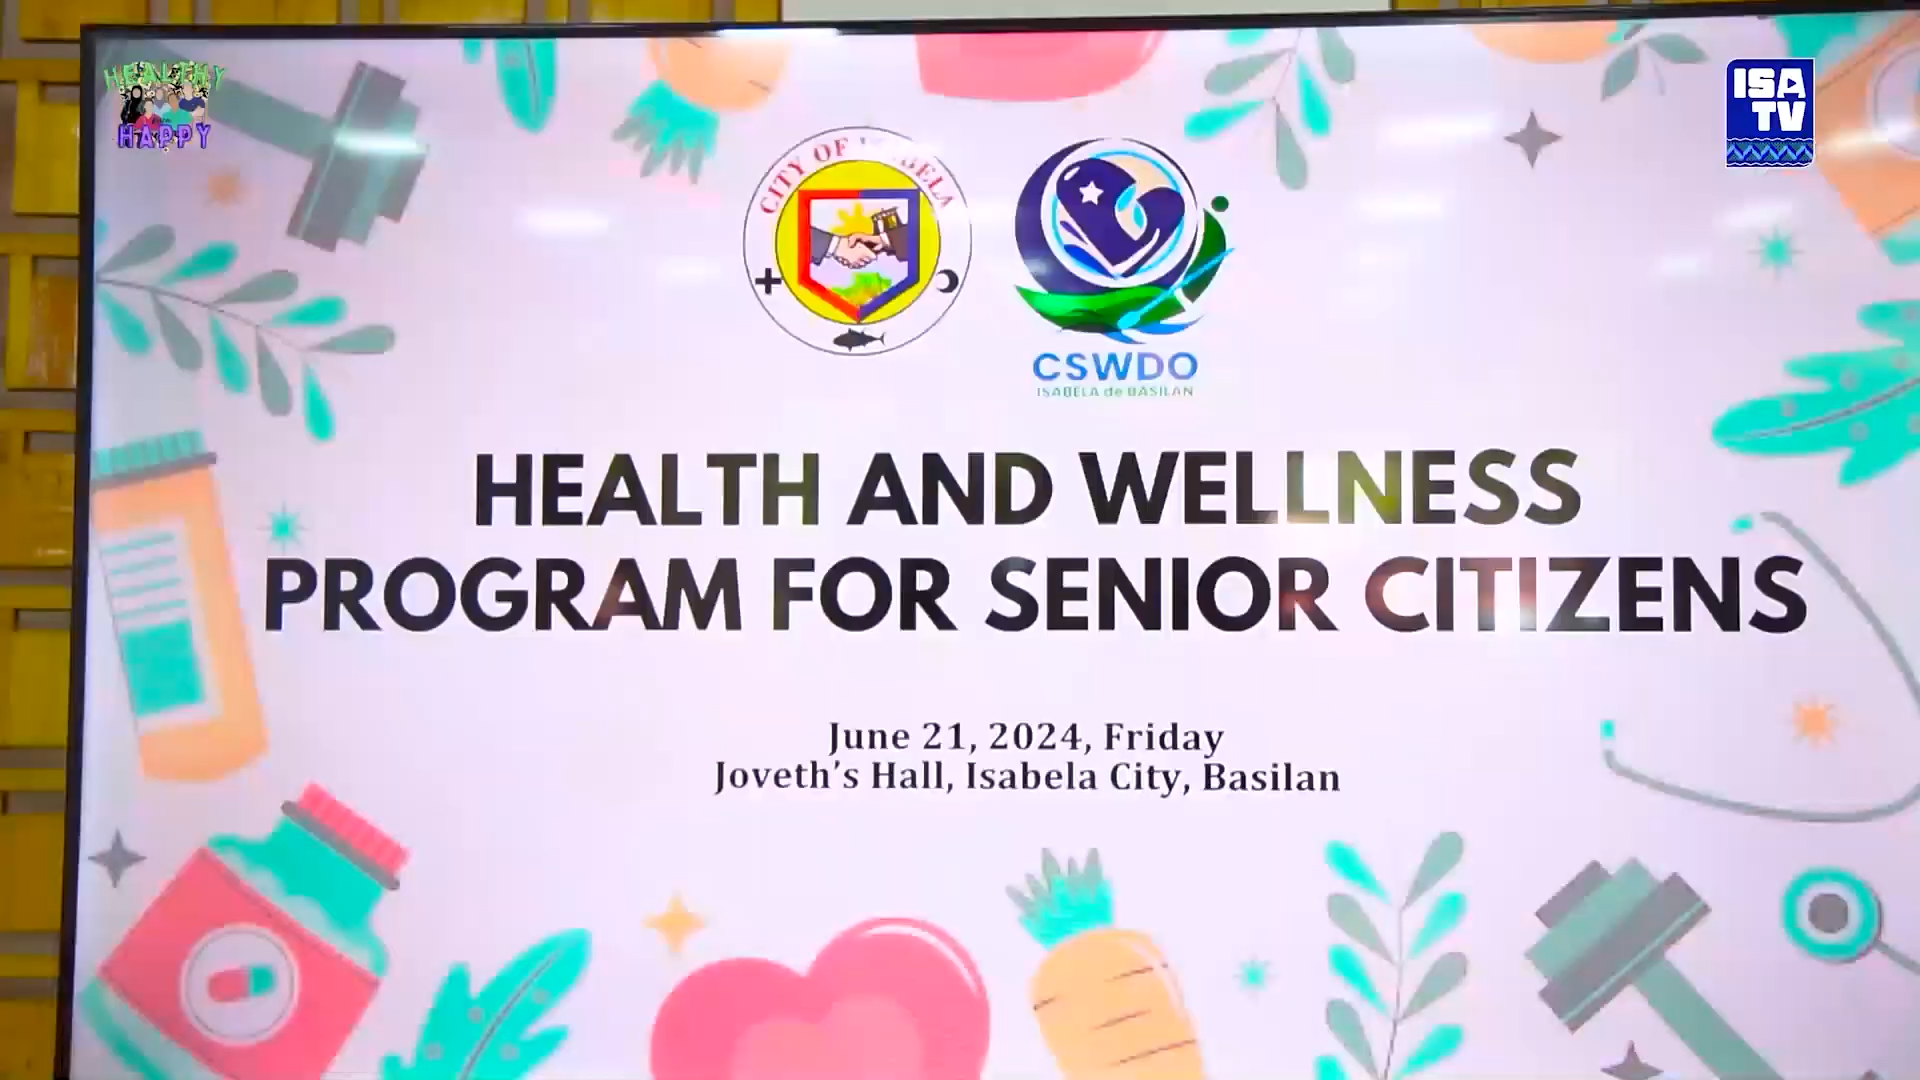 HEALTHY
HAPPY
ISA
TV
CITY OF ISABELA
CSWDO
ISABELA de BASILAN
HEALTH AND WELLNESS
PROGRAM FOR SENIOR CITIZENS
June 21, 2024, Friday
Joveth's Hall, Isabela City, Basilan